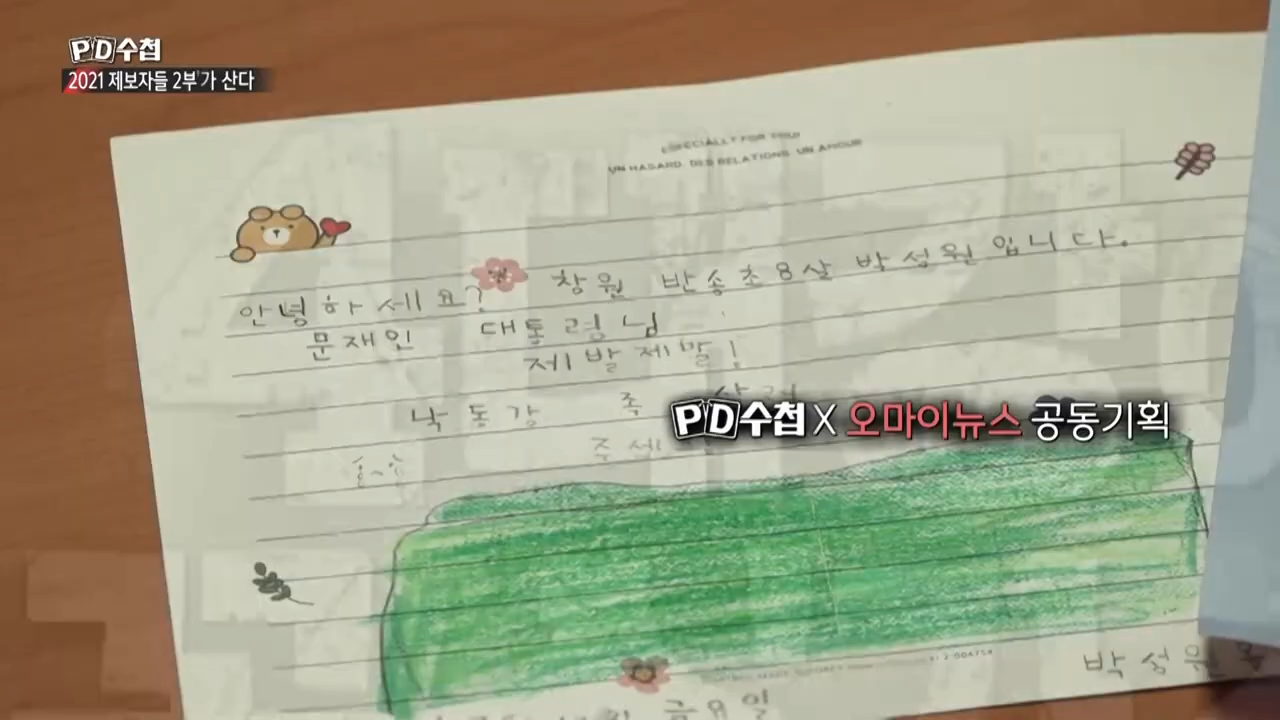 PD수첩
2021 제보자들 2부'가 산다
ESPECIALLY FOR YOU!
UN HASARD. DES RELATIONS. UN AMOUR
안녕하세요? 창원 반송초 8살 박성원입니다.
문재인 대통령님
제발제발!
낙동강 좀 살려
주세
PD수첩 X 오마이뉴스 공동기획
박성원 올
금요일